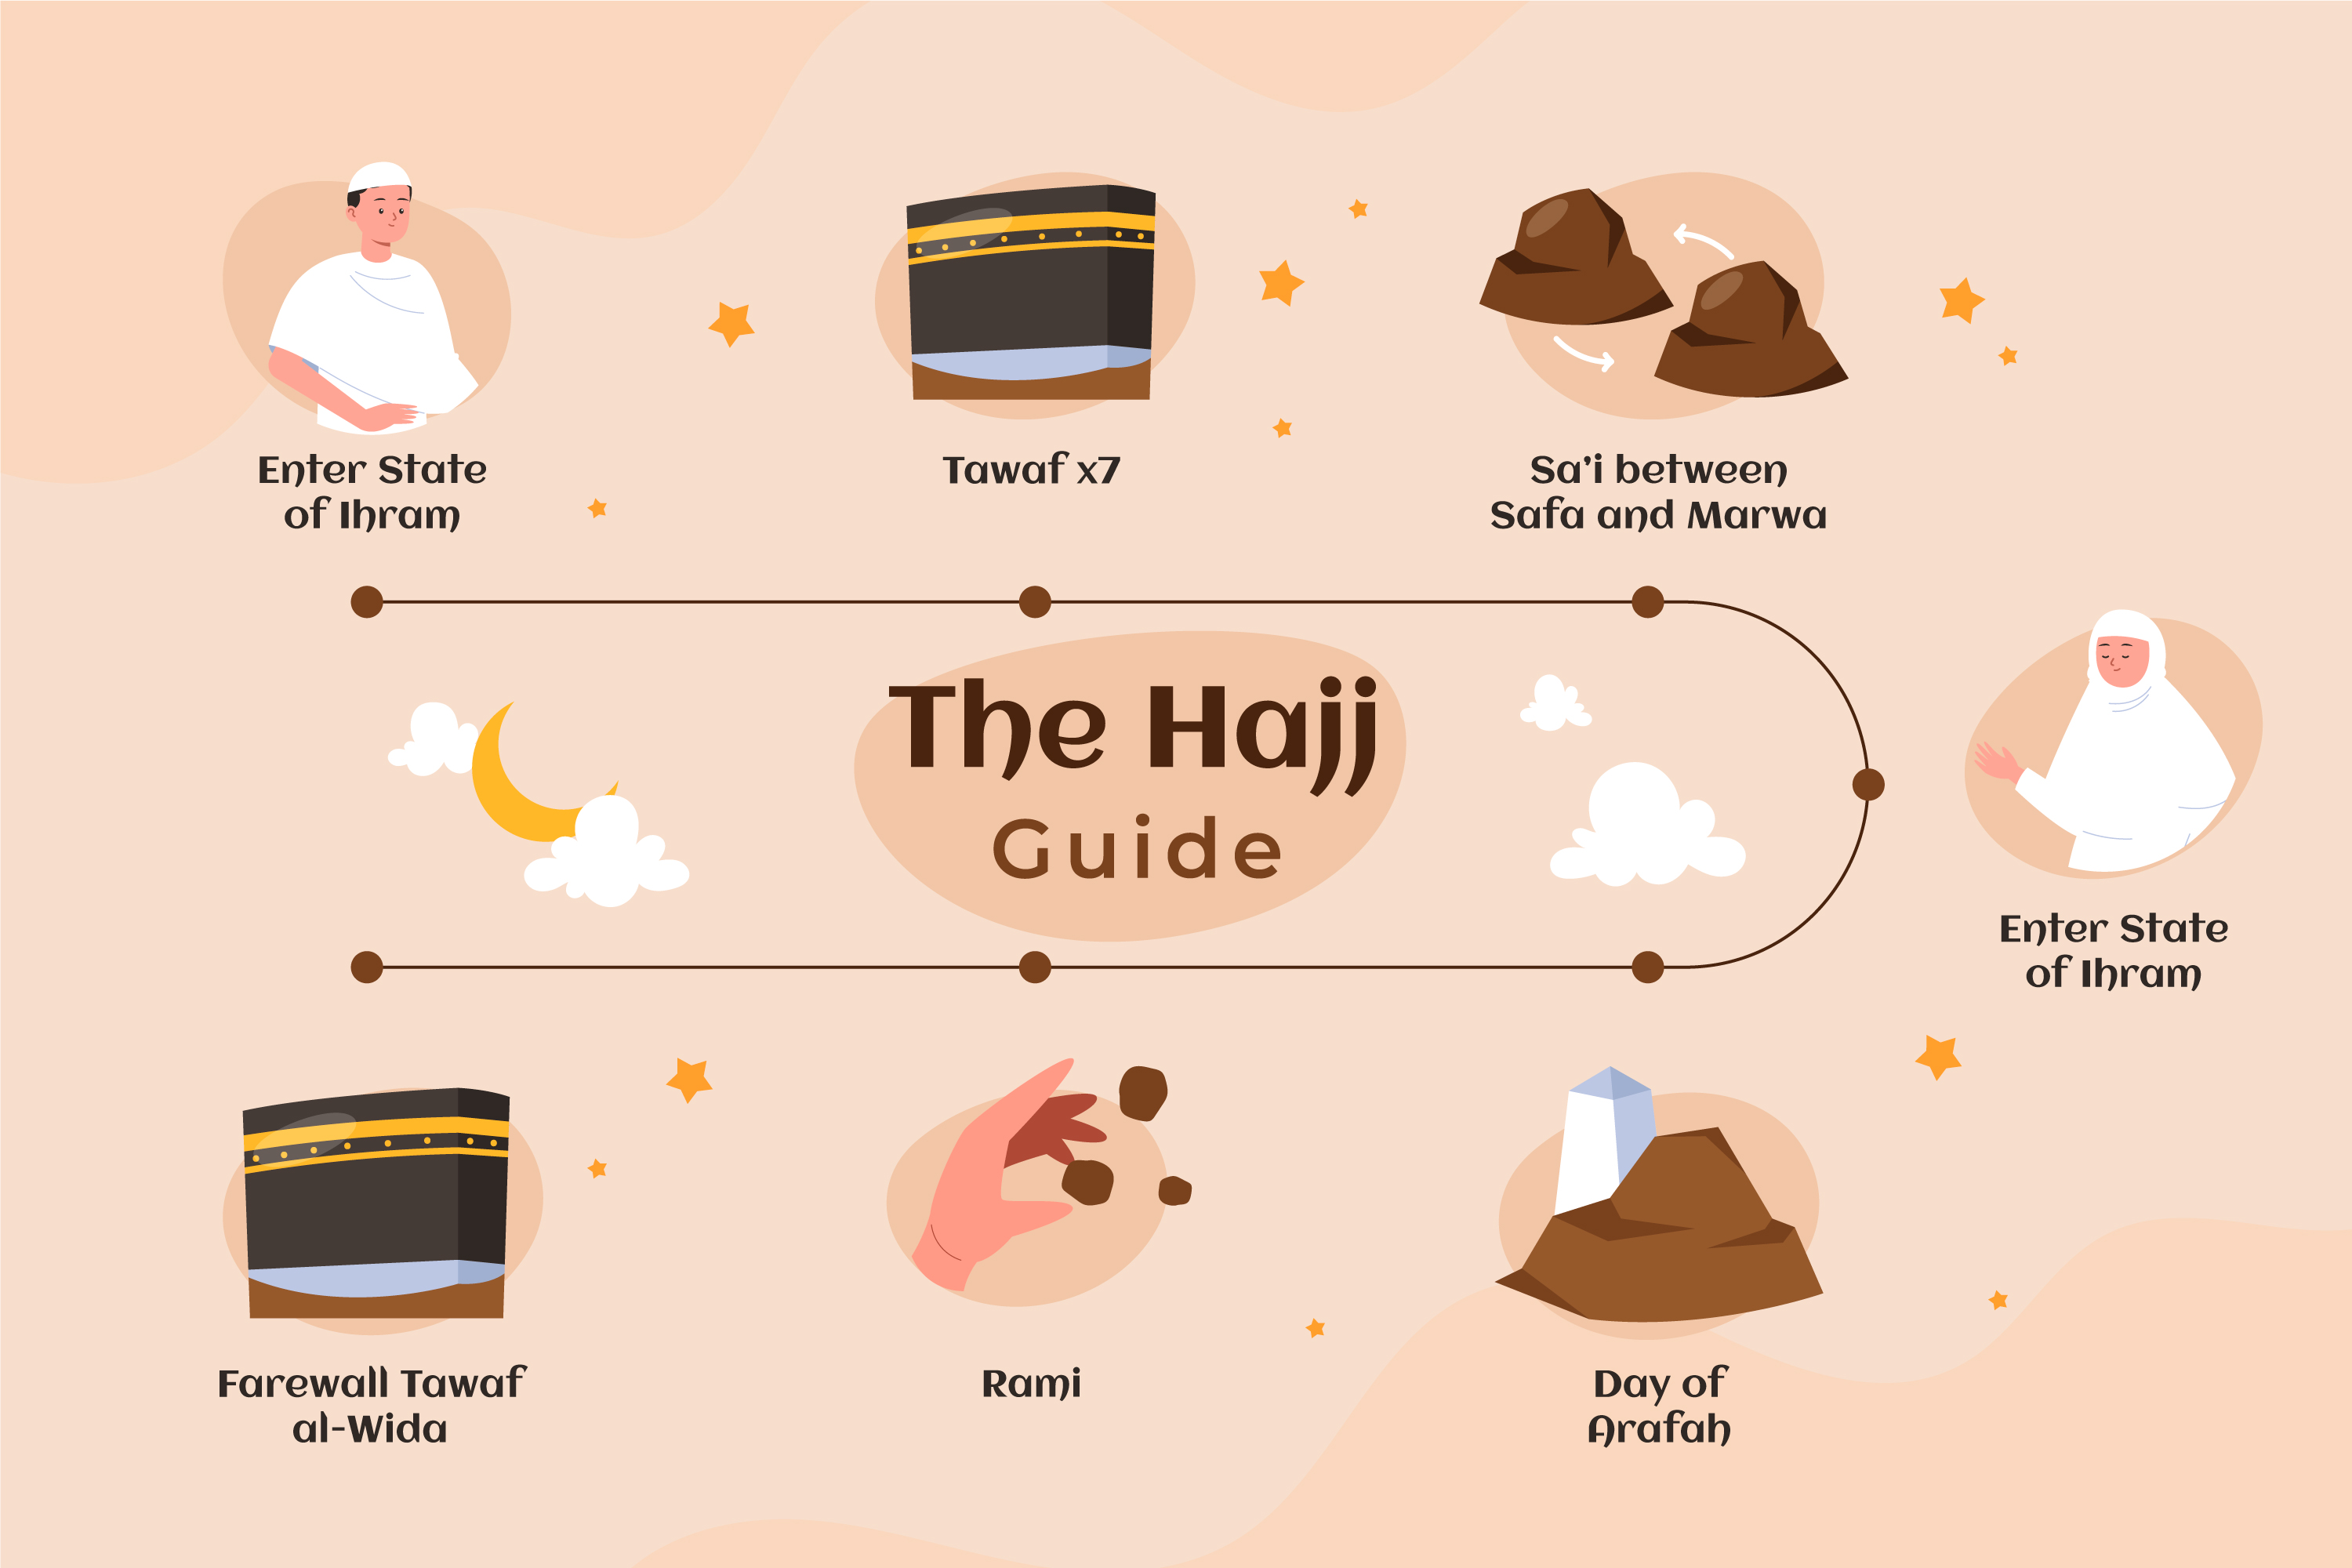 Enter State
of Ihram
Tawaf x7
Sa'i between
Safa and Marwa
The Hajj
Guide
Enter State
of Ihram
Farewall Tawaf
al-Wida
Rami
Day of
Arafah